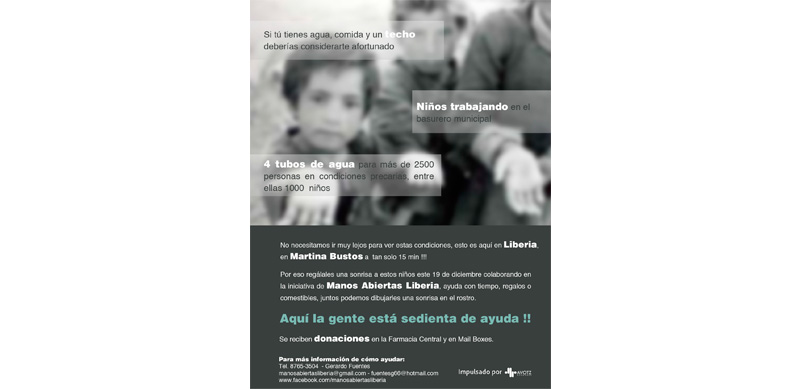 Si tú tienes agua, comida y un techo
deberías considerarte afortunado
Niños trabajando en el
basurero municipal
4 tubos de agua para más de 2500
personas en condiciones precarias, entre
ellas 1000 niños
No necesitamos ir muy lejos para ver estas condiciones, esto es aquí en Liberia,
en Martina Bustos a tan solo 15 min !!!
Por eso regálales una sonrisa a estos niños este 19 de diciembre colaborando en
la iniciativa de Manos Abiertas Liberia, ayuda con tiempo, regalos o
comestibles, juntos podemos dibujarles una sonrisa en el rostro.
Aquí la gente está sedienta de ayuda !!
Se reciben donaciones en la Farmacia Central y en Mail Boxes.
Para más información de cómo ayudar:
Tel. 8765-3504 - Gerardo Fuentes
manosabiertasliberia@gmail.com - fuentesg66@hotmail.com
www.facebook.com/manosabiertasliberia
Impulsado por